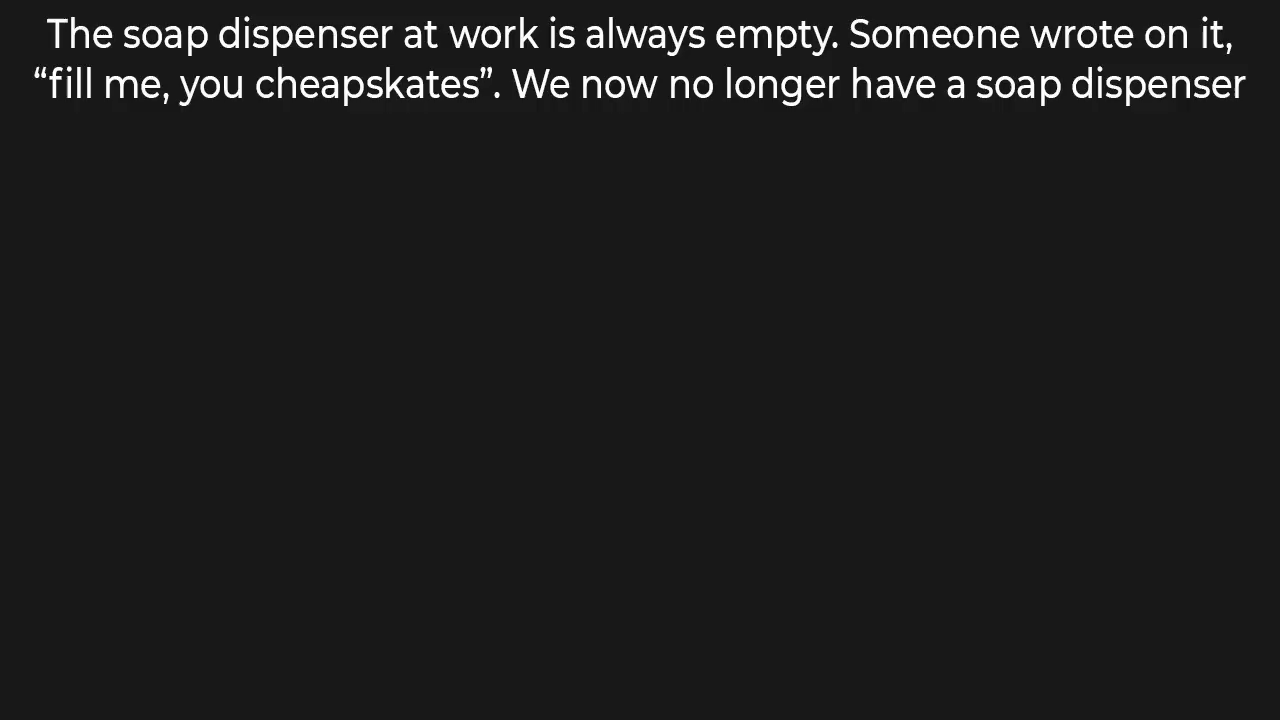 The soap dispenser at work is always empty. Someone wrote on it,
“fill me, you cheapskates”. We now no longer have a soap dispenser